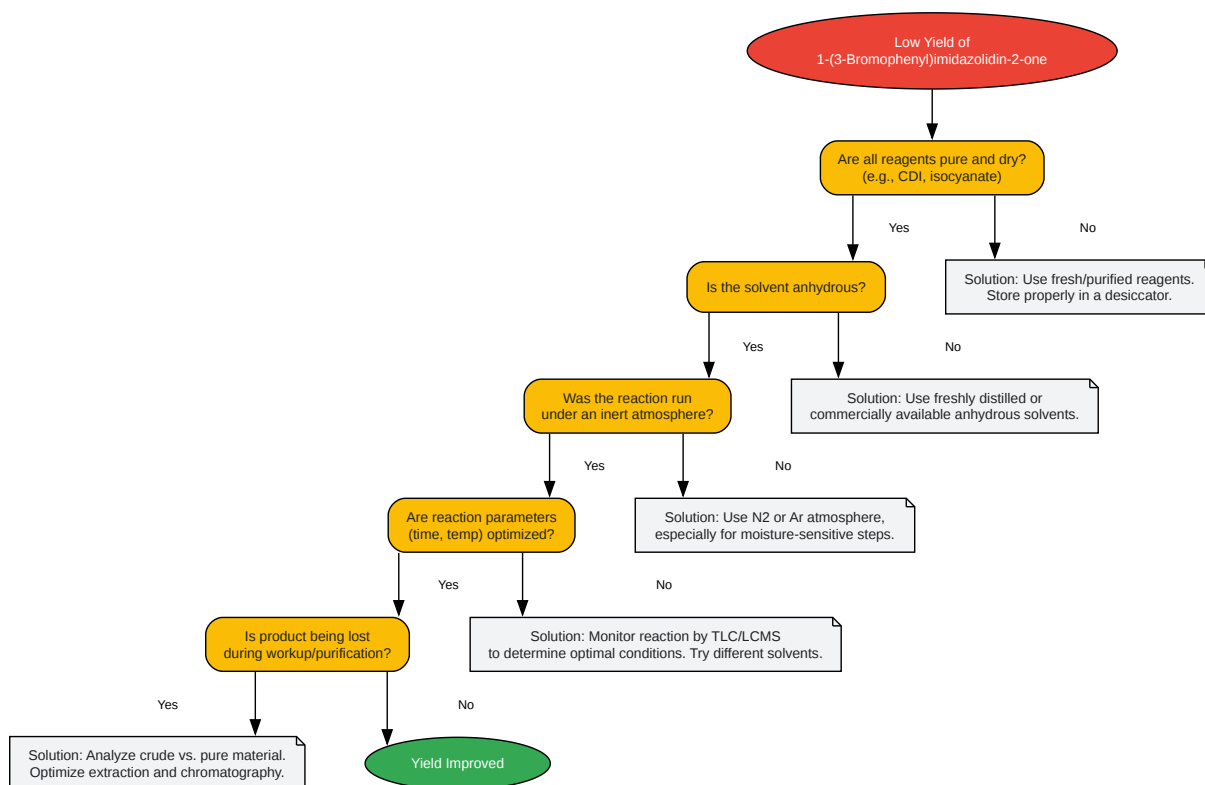 Low Yield of
1-(3-Bromophenyl)imidazolidin-2-one
Are all reagents pure and dry?
(e.g., CDI, isocyanate)
Yes
No
Is the solvent anhydrous?
Solution: Use fresh/purified reagents.
Store properly in a desiccator.
Yes
No
Was the reaction run
under an inert atmosphere?
Solution: Use freshly distilled or
commercially available anhydrous solvents.
Yes
No
Are reaction parameters
(time, temp) optimized?
Solution: Use N2 or Ar atmosphere,
especially for moisture-sensitive steps.
Yes
No
Is product being lost
during workup/purification?
Solution: Monitor reaction by TLC/LCMS
to determine optimal conditions. Try different solvents.
Yes
No
Solution: Analyze crude vs. pure material.
Optimize extraction and chromatography.
Yield Improved